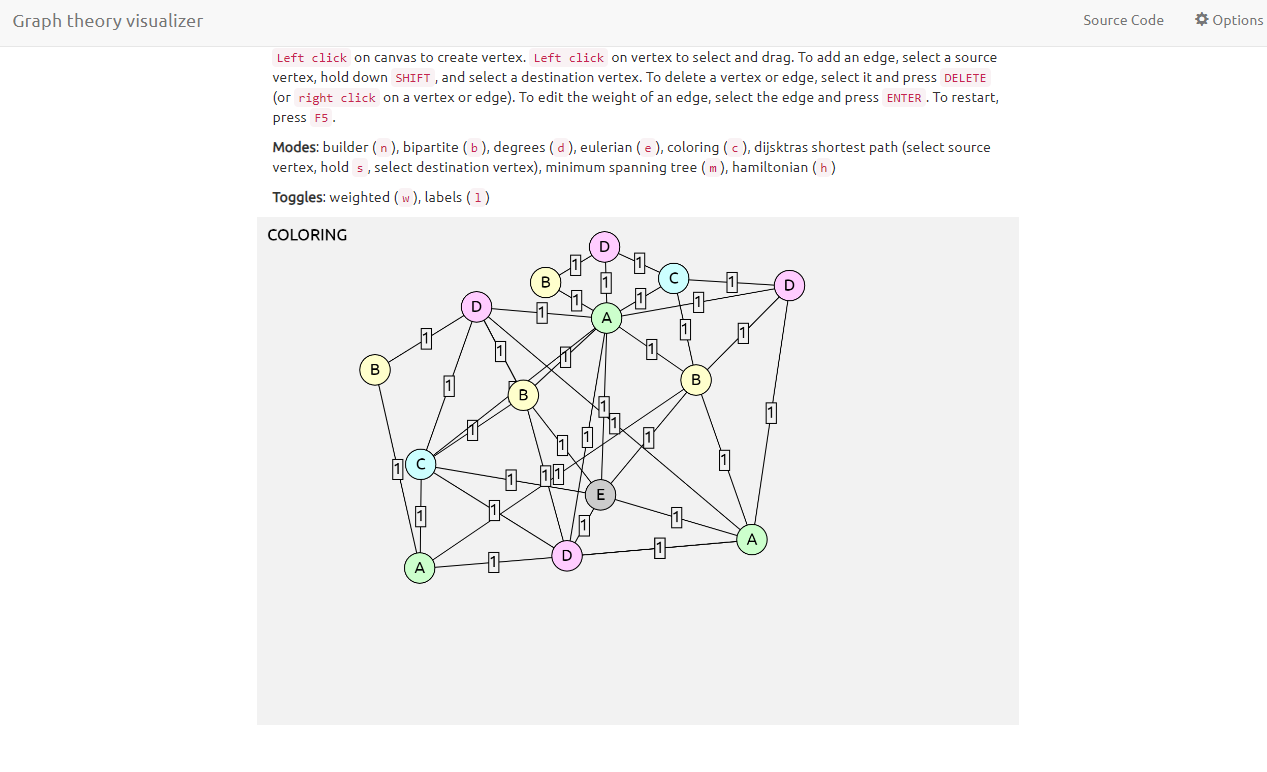 Graph theory visualizer
Source Code
Options
Left click on canvas to create vertex. Left click on vertex to select and drag. To add an edge, select a source
vertex, hold down SHIFT , and select a destination vertex. To delete a vertex or edge, select it and press DELETE
(or right click on a vertex or edge). To edit the weight of an edge, select the edge and press ENTER . To restart,
press F5 .
Modes: builder ( n ), bipartite ( b ), degrees ( d ), eulerian ( e ), coloring ( c ), dijsktras shortest path (select source
vertex, hold s , select destination vertex), minimum spanning tree ( m ), hamiltonian ( h )
Toggles: weighted ( w ), labels ( l )
COLORING
D
1
1
B
1
C
1
D
1
1
1
D
1
A
1
1
1
1
1
1
B
1
B
B
1
1
1
1
1
1
1
1
C
1
1
1
1
E
1
1
1
1
A
1
D
1
A
1